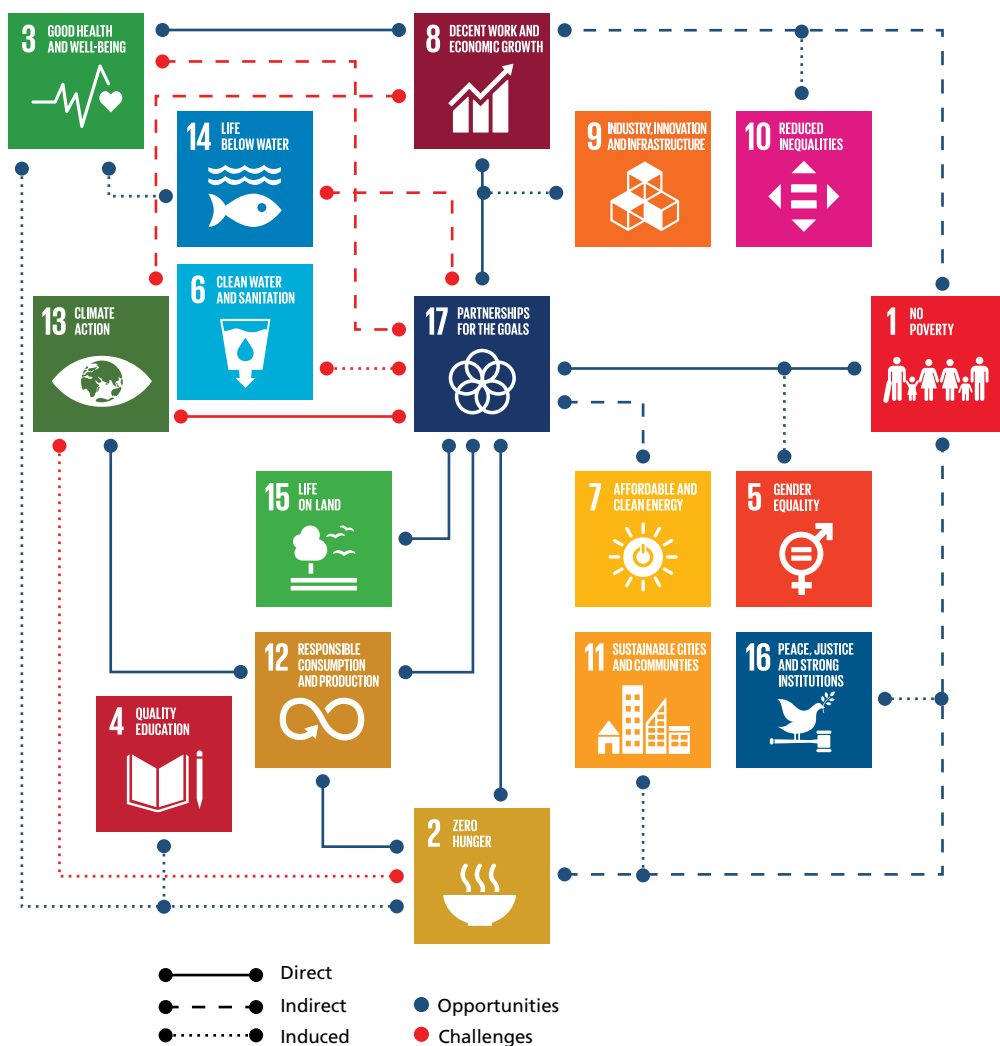 3 GOOD HEALTH
AND WELL-BEING
8 DECENT WORK AND
ECONOMIC GROWTH
14 LIFE
BELOW WATER
9 INDUSTRY, INNOVATION
AND INFRASTRUCTURE
10 REDUCED
INEQUALITIES
6 CLEAN WATER
AND SANITATION
13 CLIMATE
ACTION
17 PARTNERSHIPS
FOR THE GOALS
1 NO
POVERTY
15 LIFE
ON LAND
7 AFFORDABLE AND
CLEAN ENERGY
5 GENDER
EQUALITY
12 RESPONSIBLE
CONSUMPTION
AND PRODUCTION
11 SUSTAINABLE CITIES
AND COMMUNITIES
16 PEACE, JUSTICE
AND STRONG
INSTITUTIONS
4 QUALITY
EDUCATION
2 ZERO
HUNGER
Direct
Indirect
Induced
Opportunities
Challenges